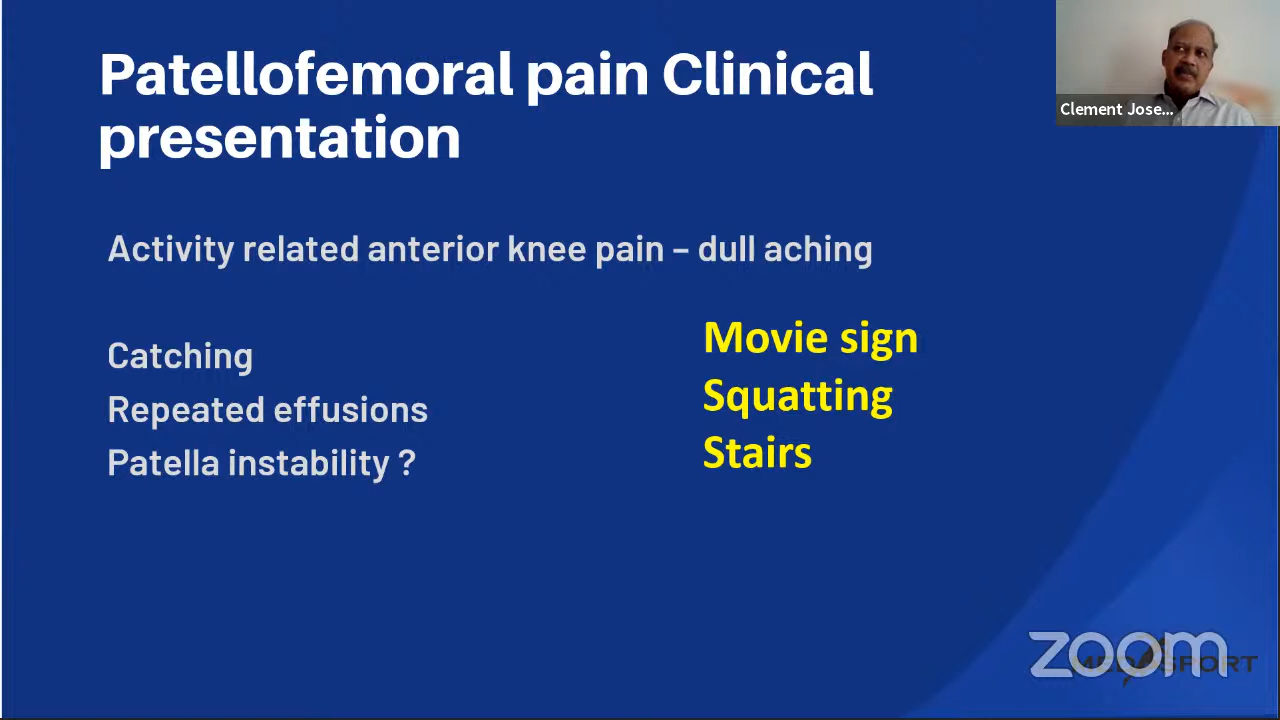 Patellofemoral pain Clinical
presentation
Clement Jose...
Activity related anterior knee pain – dull aching
Catching
Repeated effusions
Patella instability ?
Movie sign
Squatting
Stairs
zoom
MEDASPORT